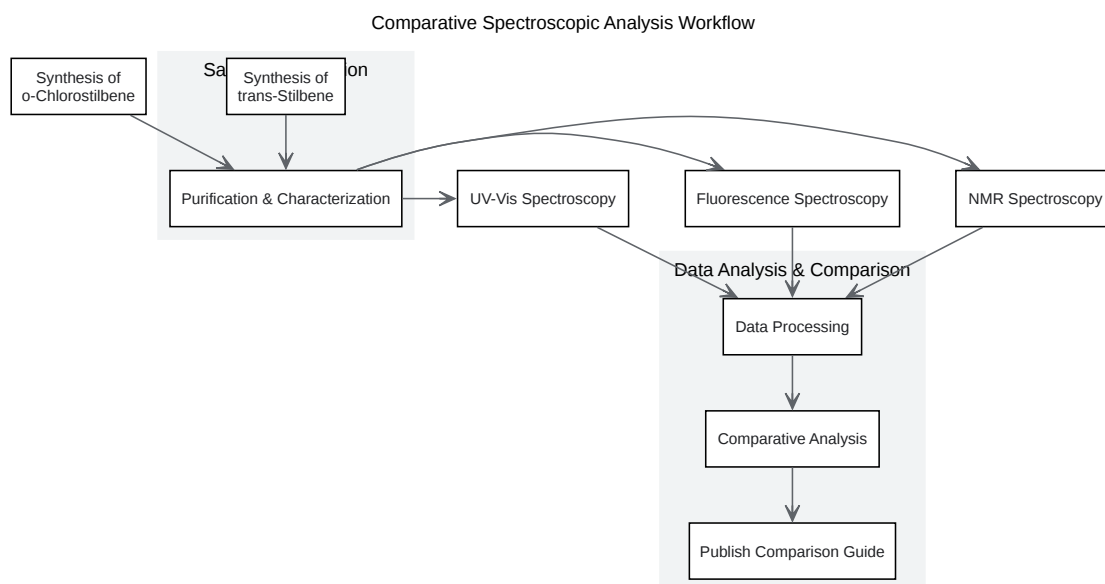 Comparative Spectroscopic Analysis Workflow
Synthesis of
o-Chlorostilbene
Synthesis of
trans-Stilbene
Purification & Characterization
UV-Vis Spectroscopy
Fluorescence Spectroscopy
NMR Spectroscopy
Data Analysis & Comparison
Data Processing
Comparative Analysis
Publish Comparison Guide